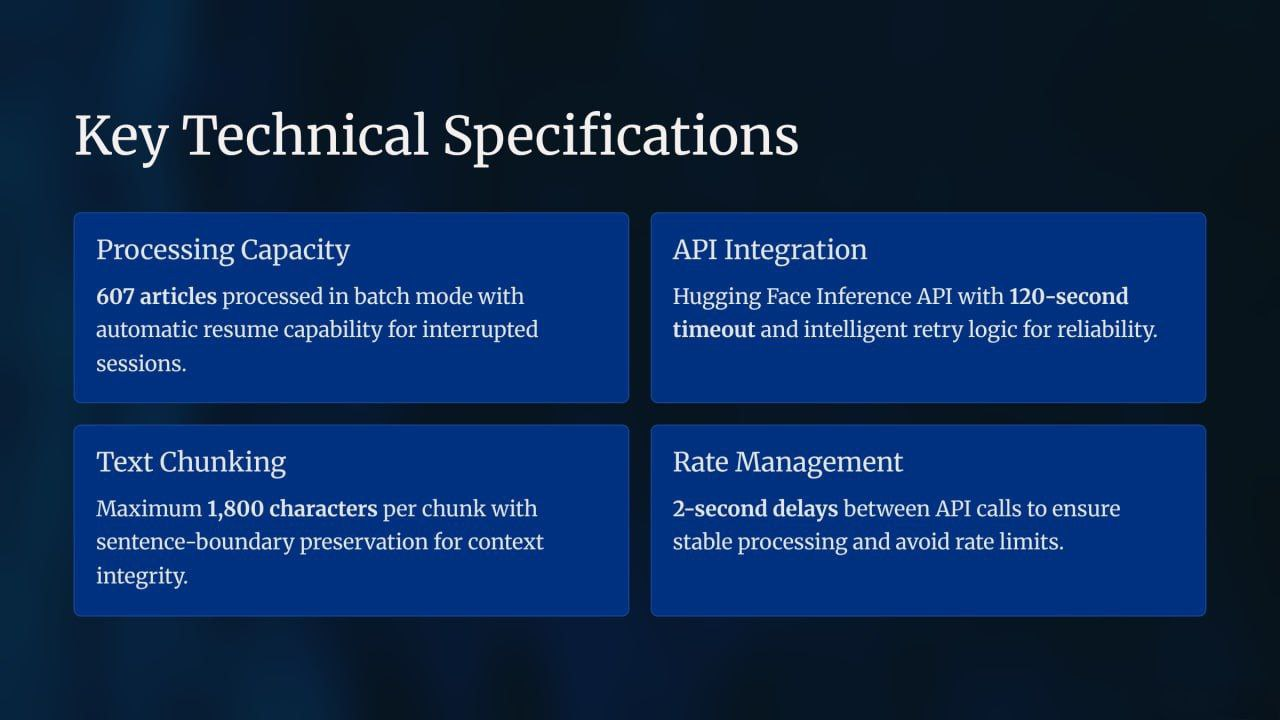 Key Technical Specifications
Processing Capacity
607 articles processed in batch mode with
automatic resume capability for interrupted
sessions.
API Integration
Hugging Face Inference API with 120-second
timeout and intelligent retry logic for reliability.
Text Chunking
Maximum 1,800 characters per chunk with
sentence-boundary preservation for context
integrity.
Rate Management
2-second delays between API calls to ensure
stable processing and avoid rate limits.